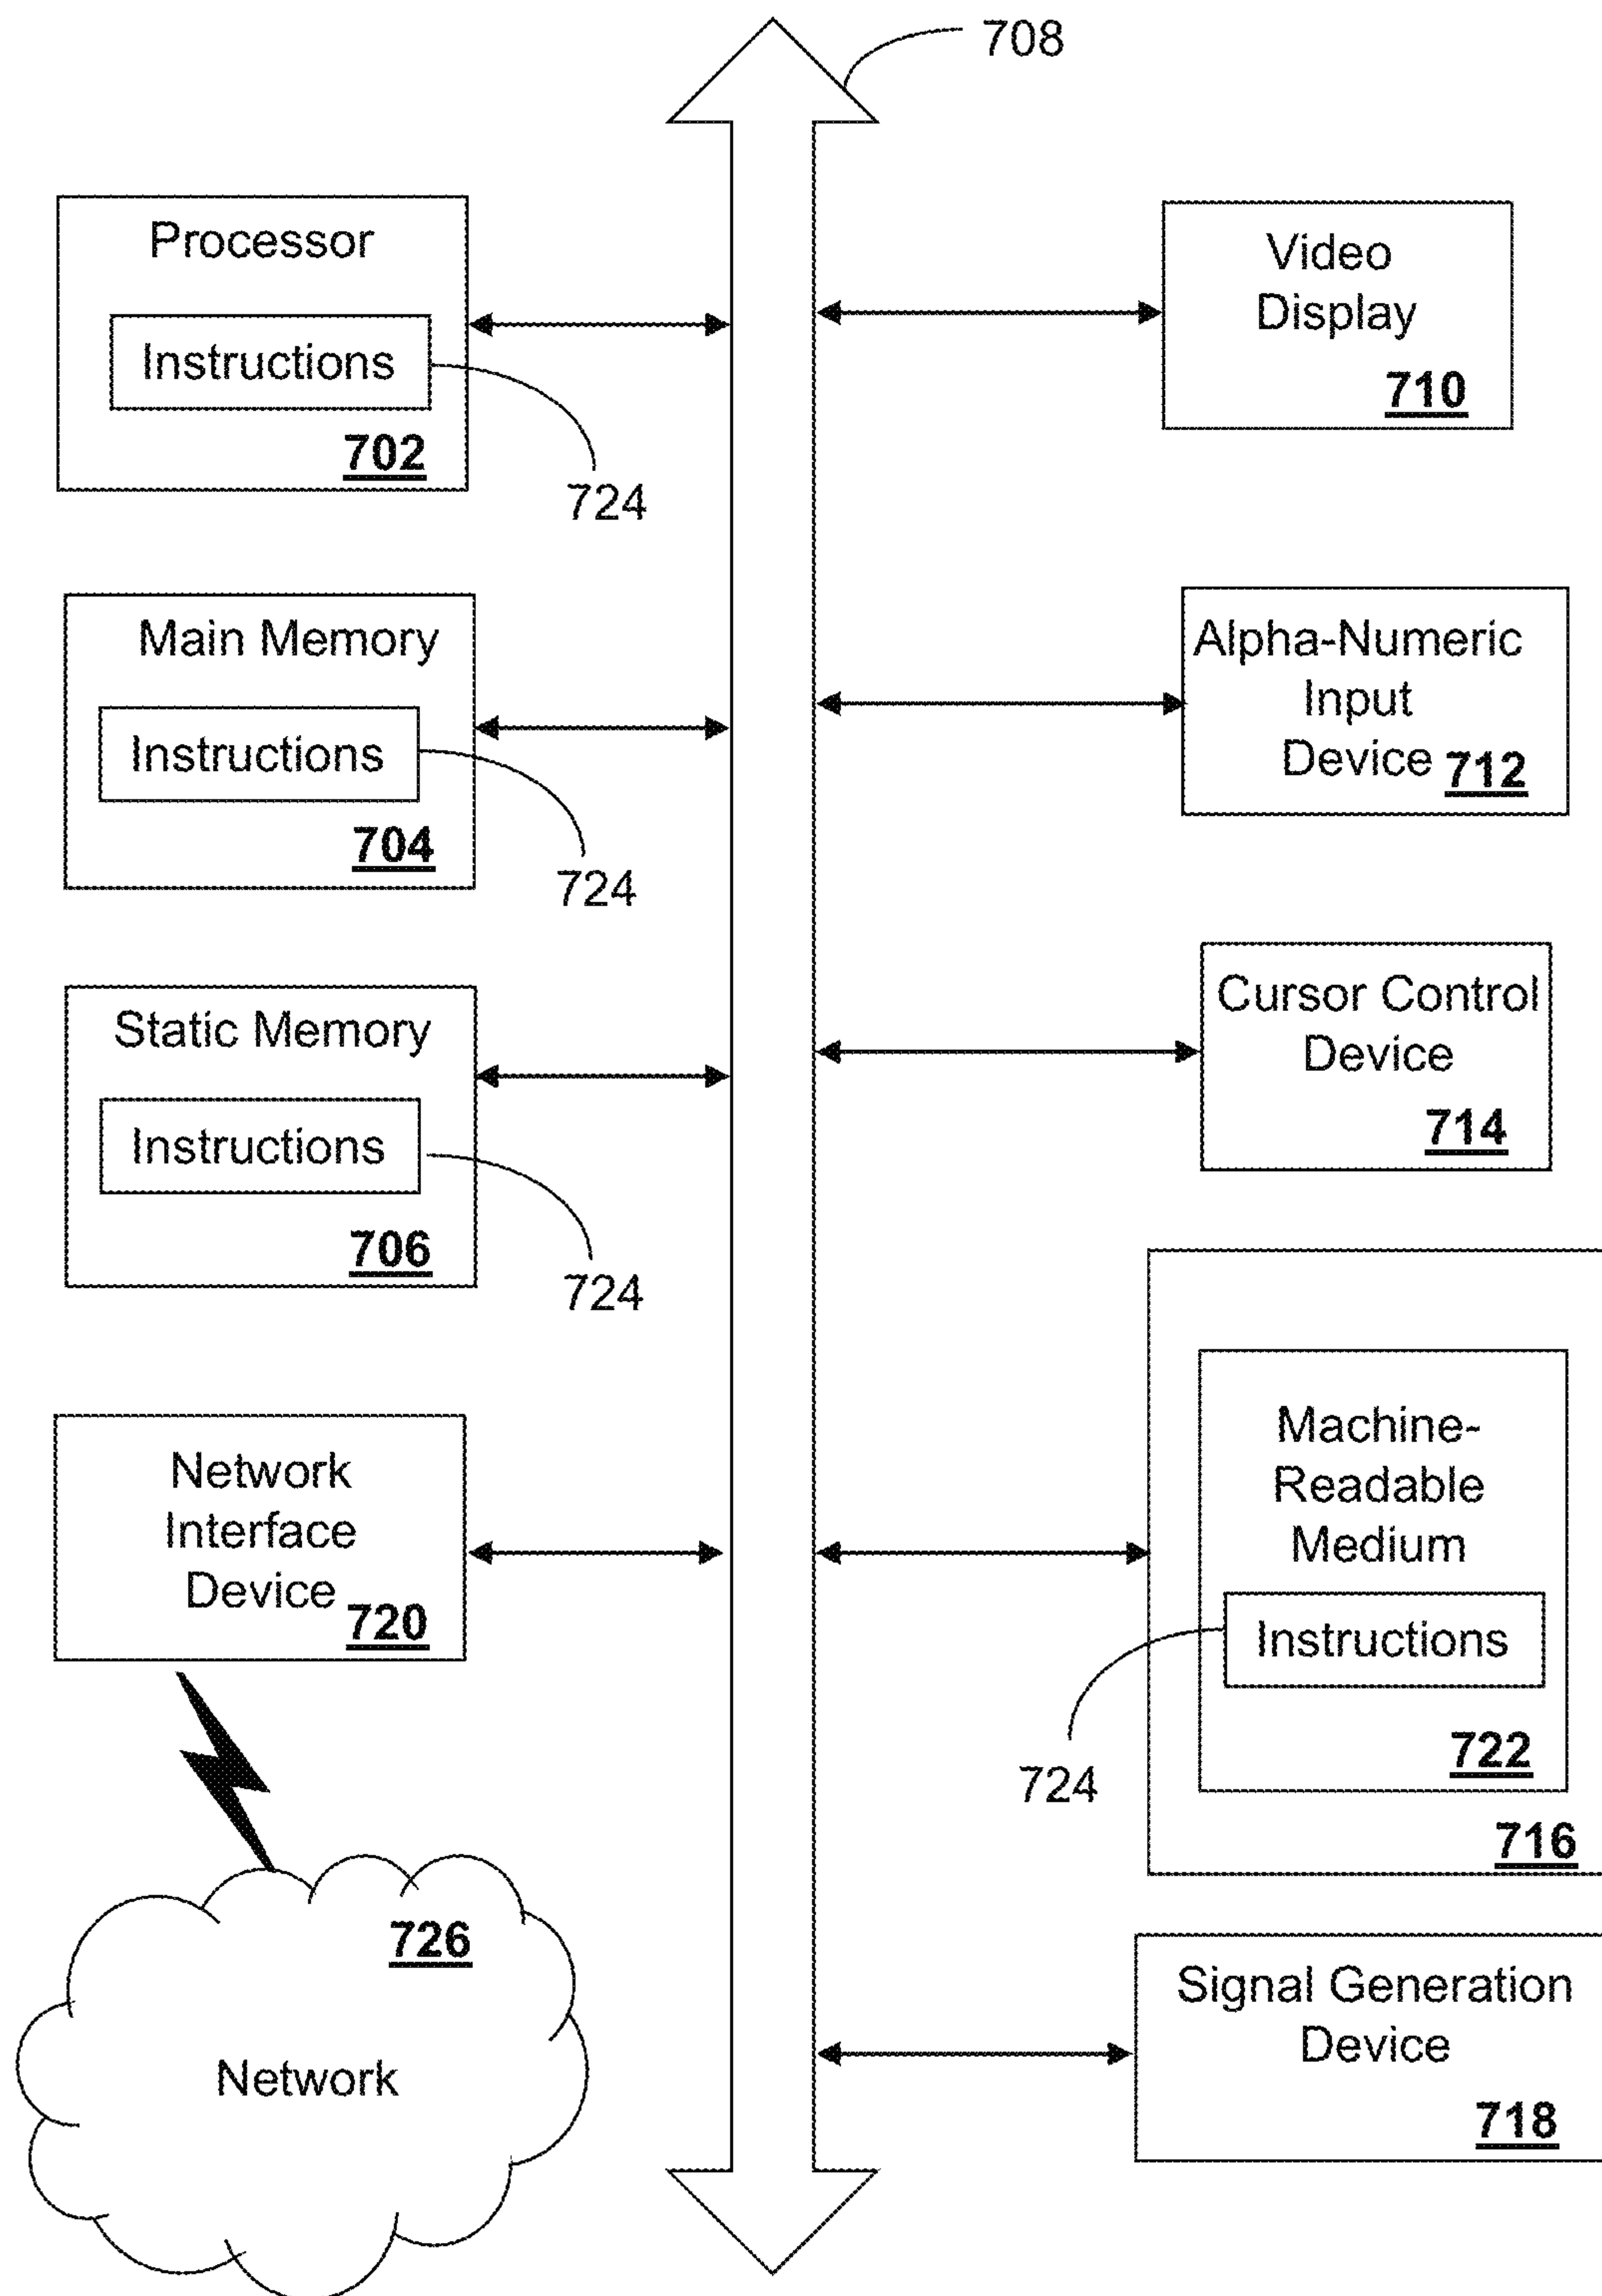 708
Processor
Instructions
702
724
Main Memory
Instructions
704
724
Static Memory
Instructions
706
724
Network
Interface
Device
720
726
Network
Video
Display
710
Alpha-Numeric
Input
Device 712
Cursor Control
Device
714
Machine-
Readable
Medium
Instructions
722
724
716
Signal Generation
Device
718